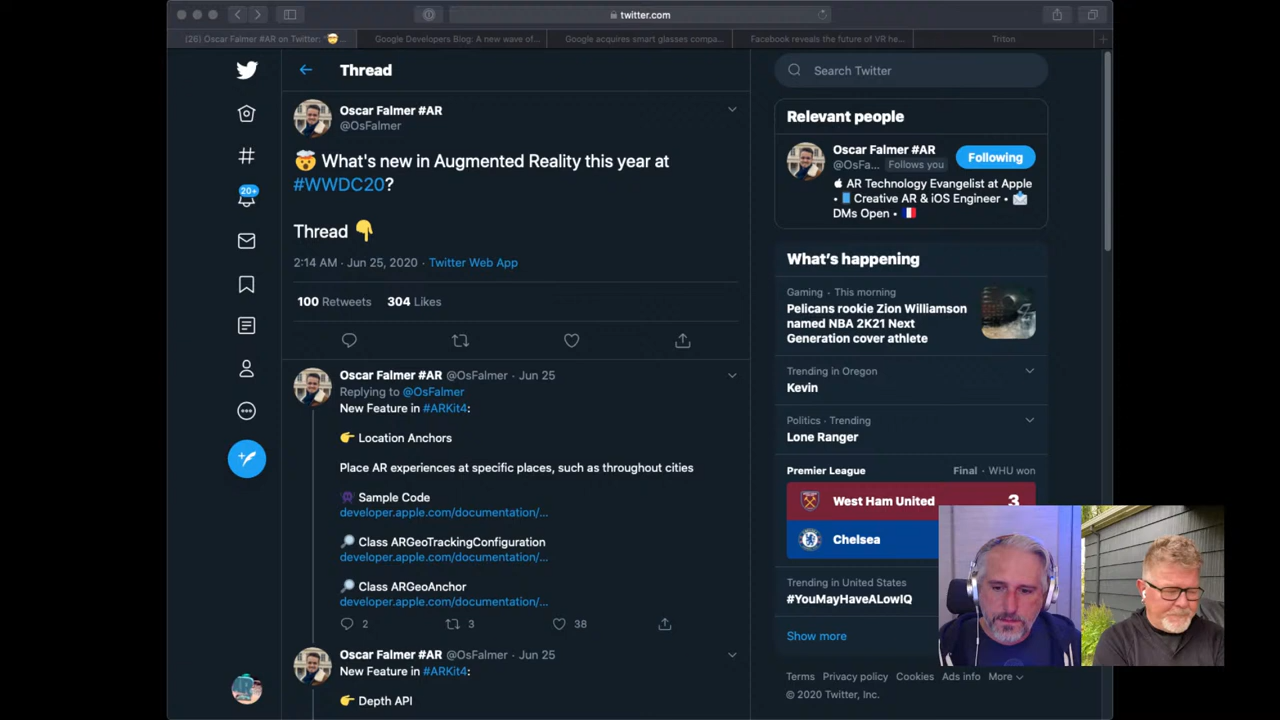 twitter.com
(26) Oscar Falmer #AR on Twitter: "🤯...
Google Developers Blog: A new wave of...
Google acquires smart glasses compa...
Facebook reveals the future of VR he...
Triton
Thread
Search Twitter
Oscar Falmer #AR
@OsFalmer
🤯 What's new in Augmented Reality this year at
#WWDC20?
Thread 👇
2:14 AM · Jun 25, 2020 · Twitter Web App
100 Retweets 304 Likes
Oscar Falmer #AR @OsFalmer · Jun 25
Replying to @OsFalmer
New Feature in #ARKit4:
👉 Location Anchors
Place AR experiences at specific places, such as throughout cities
Sample Code
developer.apple.com/documentation/...
🔎 Class ARGeoTrackingConfiguration
developer.apple.com/documentation/...
🔎 Class ARGeoAnchor
developer.apple.com/documentation/...
2 3 38
Oscar Falmer #AR @OsFalmer · Jun 25
New Feature in #ARKit4:
👉 Depth API
20+
Relevant people
Oscar Falmer #AR
@OsFa... Follows you
Following
AR Technology Evangelist at Apple
• 📘 Creative AR & iOS Engineer • 📩
DMs Open • 🇫🇷
What's happening
Gaming · This morning
Pelicans rookie Zion Williamson
named NBA 2K21 Next
Generation cover athlete
Trending in Oregon
Kevin
Politics · Trending
Lone Ranger
Premier League Final · WHU won
West Ham United 3
Chelsea
Trending in United States
#YouMayHaveALowIQ
Show more
Terms Privacy policy Cookies Ads info More
© 2020 Twitter, Inc.